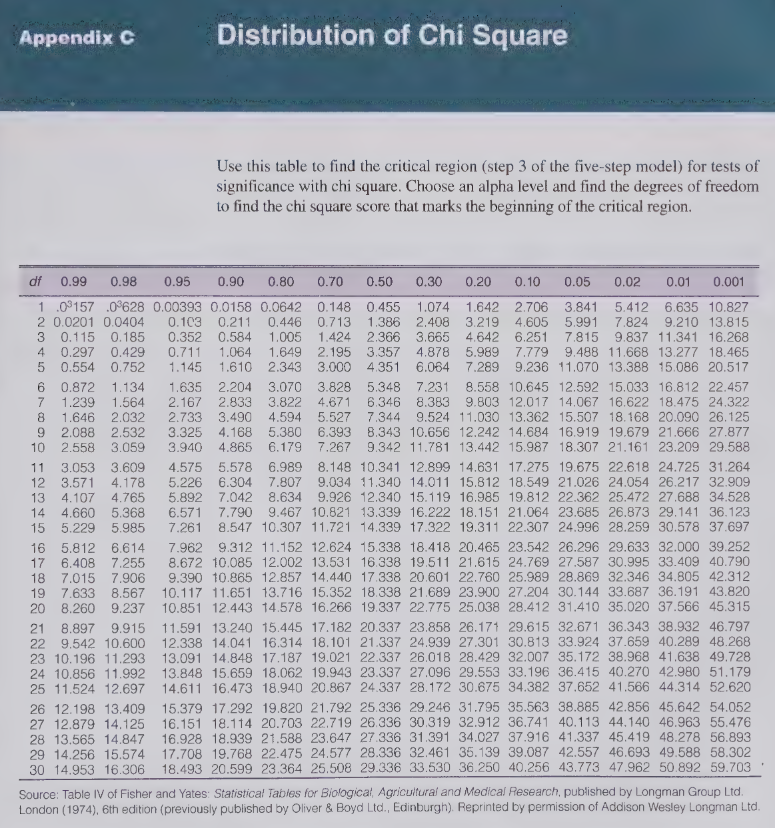 Appendix C Distribution of Chi Square
Use this table to find the critical region (step 3 of the five-step model) for tests of
significance with chi square. Choose an alpha level and find the degrees of freedom
to find the chi square score that marks the beginning of the critical region.
df 0.99 0.98 0.95 0.90 0.80 0.70 0.50 0.30 0.20 0.10 0.05 0.02 0.01 0.001
1 .0³157 .0³628 0.00393 0.0158 0.0642 0.148 0.455 1.074 1.642 2.706 3.841 5.412 6.635 10.827
2 0.0201 0.0404 0.103 0.211 0.446 0.713 1.386 2.408 3.219 4.605 5.991 7.824 9.210 13.815
3 0.115 0.185 0.352 0.584 1.005 1.424 2.366 3.665 4.642 6.251 7.815 9.837 11.341 16.268
4 0.297 0.429 0.711 1.064 1.649 2.195 3.357 4.878 5.989 7.779 9.488 11.668 13.277 18.465
5 0.554 0.752 1.145 1.610 2.343 3.000 4.351 6.064 7.289 9.236 11.070 13.388 15.086 20.517
6 0.872 1.134 1.635 2.204 3.070 3.828 5.348 7.231 8.558 10.645 12.592 15.033 16.812 22.457
7 1.239 1.564 2.167 2.833 3.822 4.671 6.346 8.383 9.803 12.017 14.067 16.622 18.475 24.322
8 1.646 2.032 2.733 3.490 4.594 5.527 7.344 9.524 11.030 13.362 15.507 18.168 20.090 26.125
9 2.088 2.532 3.325 4.168 5.380 6.393 8.343 10.656 12.242 14.684 16.919 19.679 21.666 27.877
10 2.558 3.059 3.940 4.865 6.179 7.267 9.342 11.781 13.442 15.987 18.307 21.161 23.209 29.588
11 3.053 3.609 4.575 5.578 6.989 8.148 10.341 12.899 14.631 17.275 19.675 22.618 24.725 31.264
12 3.571 4.178 5.226 6.304 7.807 9.034 11.340 14.011 15.812 18.549 21.026 24.054 26.217 32.909
13 4.107 4.765 5.892 7.042 8.634 9.926 12.340 15.119 16.985 19.812 22.362 25.472 27.688 34.528
14 4.660 5.368 6.571 7.790 9.467 10.821 13.339 16.222 18.151 21.064 23.685 26.873 29.141 36.123
15 5.229 5.985 7.261 8.547 10.307 11.721 14.339 17.322 19.311 22.307 24.996 28.259 30.578 37.697
16 5.812 6.614 7.962 9.312 11.152 12.624 15.338 18.418 20.465 23.542 26.296 29.633 32.000 39.252
17 6.408 7.255 8.672 10.085 12.002 13.531 16.338 19.511 21.615 24.769 27.587 30.995 33.409 40.790
18 7.015 7.906 9.390 10.865 12.857 14.440 17.338 20.601 22.760 25.989 28.869 32.346 34.805 42.312
19 7.633 8.567 10.117 11.651 13.716 15.352 18.338 21.689 23.900 27.204 30.144 33.687 36.191 43.820
20 8.260 9.237 10.851 12.443 14.578 16.266 19.337 22.775 25.038 28.412 31.410 35.020 37.566 45.315
21 8.897 9.915 11.591 13.240 15.445 17.182 20.337 23.858 26.171 29.615 32.671 36.343 38.932 46.797
22 9.542 10.600 12.338 14.041 16.314 18.101 21.337 24.939 27.301 30.813 33.924 37.659 40.289 48.268
23 10.196 11.293 13.091 14.848 17.187 19.021 22.337 26.018 28.429 32.007 35.172 38.968 41.638 49.728
24 10.856 11.992 13.848 15.659 18.062 19.943 23.337 27.096 29.553 33.196 36.415 40.270 42.980 51.179
25 11.524 12.697 14.611 16.473 18.940 20.867 24.337 28.172 30.675 34.382 37.652 41.566 44.314 52.620
26 12.198 13.409 15.379 17.292 19.820 21.792 25.336 29.246 31.795 35.563 38.885 42.856 45.642 54.052
27 12.879 14.125 16.151 18.114 20.703 22.719 26.336 30.319 32.912 36.741 40.113 44.140 46.963 55.476
28 13.565 14.847 16.928 18.939 21.588 23.647 27.336 31.391 34.027 37.916 41.337 45.419 48.278 56.893
29 14.256 15.574 17.708 19.768 22.475 24.577 28.336 32.461 35.139 39.087 42.557 46.693 49.588 58.302
30 14.953 16.306 18.493 20.599 23.364 25.508 29.336 33.530 36.250 40.256 43.773 47.962 50.892 59.703
Source: Table IV of Fisher and Yates: Statistical Tables for Biological, Agricultural and Medical Research, published by Longman Group Ltd.
London (1974), 6th edition (previously published by Oliver & Boyd Ltd., Edinburgh). Reprinted by permission of Addison Wesley Longman Ltd.